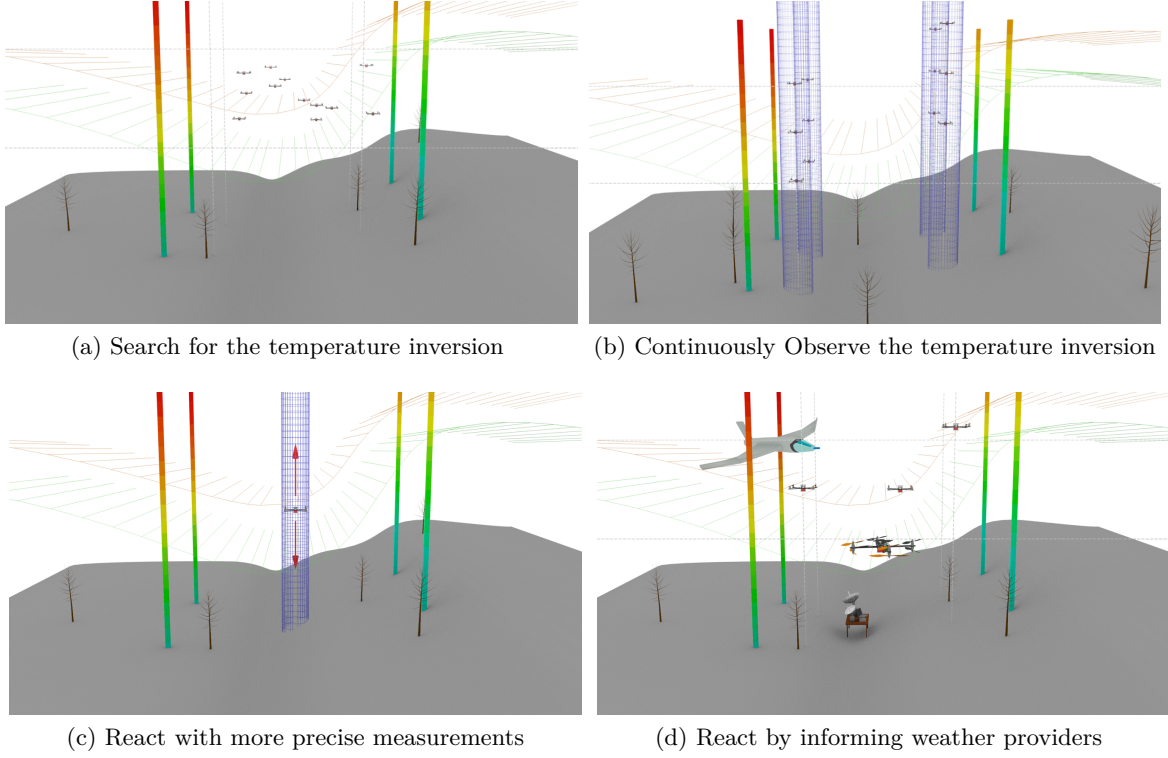 (a) Search for the temperature inversion
(b) Continuously Observe the temperature inversion
(c) React with more precise measurements
(d) React by informing weather providers